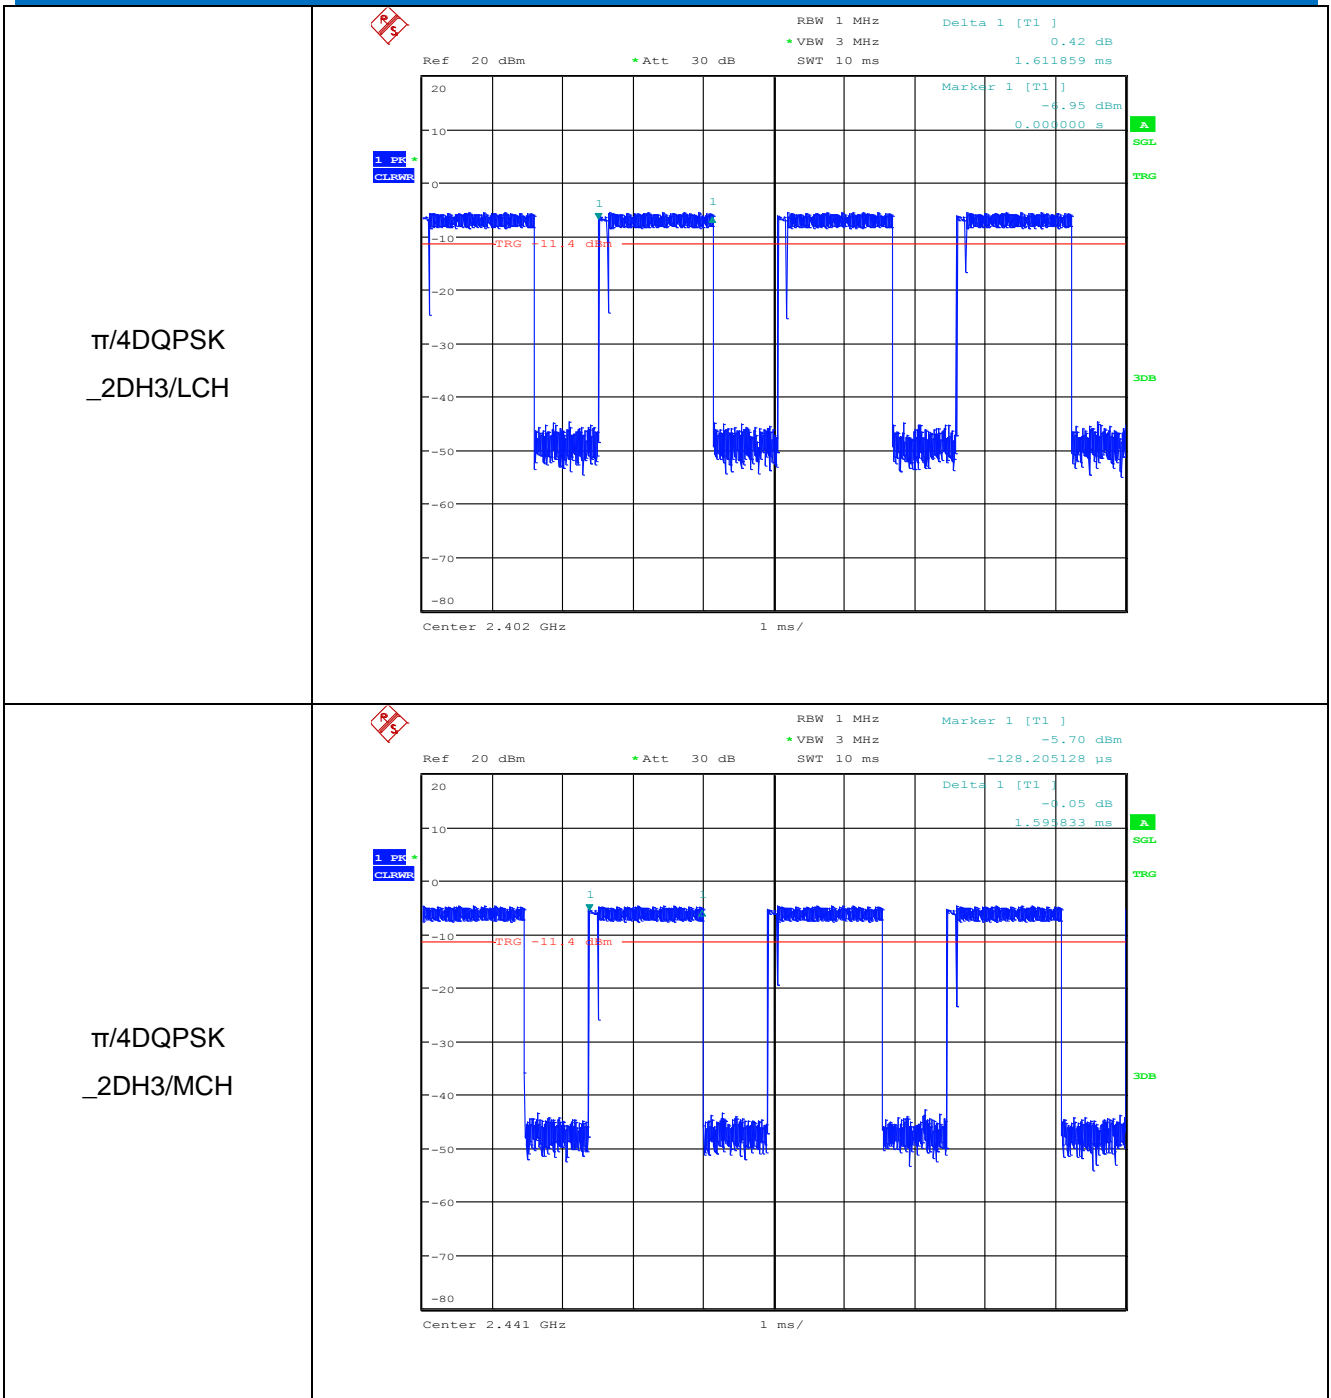 π/4DQPSK
_2DH3/LCH
R S
RBW 1 MHz
* VBW 3 MHz
SWT 10 ms
Delta 1 [T1 ]
0.42 dB
1.611859 ms
Ref 20 dBm
* Att 30 dB
Marker 1 [T1 ]
-6.95 dBm
0.000000 s
A
SGL
TRG
3DB
1 PK *
CLRWR
20
10
0
-10
-20
-30
-40
-50
-60
-70
-80
1
1
TRG -11.4 dBm
Center 2.402 GHz
1 ms/
π/4DQPSK
_2DH3/MCH
R S
RBW 1 MHz
* VBW 3 MHz
SWT 10 ms
Marker 1 [T1 ]
-5.70 dBm
-128.205128 µs
Ref 20 dBm
* Att 30 dB
Delta 1 [T1 ]
-0.05 dB
1.595833 ms
A
SGL
TRG
3DB
1 PK *
CLRWR
20
10
0
-10
-20
-30
-40
-50
-60
-70
-80
1
1
TRG -11.4 dBm
Center 2.441 GHz
1 ms/